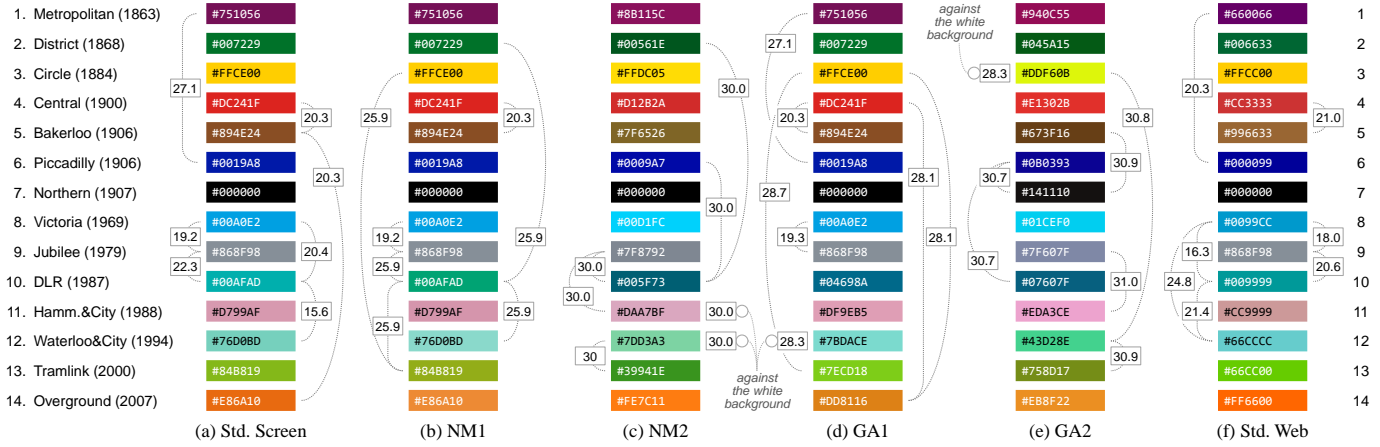 1. Metropolitan (1863) #751056 #751056 #8B115C #751056 #940C55 #660066 1
against
the white
background
2. District (1868) #007229 #007229 #00561E #007229 #045A15 #006633 2
27.1
3. Circle (1884) #FFCE00 #FFCE00 #FFDC05 #FFCE00 28.3 #DDF60B #FFCC00 3
27.1 30.0 20.3
4. Central (1900) #DC241F #DC241F #D12B2A #DC241F #E1302B #CC3333 4
20.3 25.9 20.3 20.3 30.8 21.0
5. Bakerloo (1906) #894E24 #894E24 #7F6526 #894E24 #673F16 #996633 5
6. Piccadilly (1906) #0019A8 #0019A8 #0009A7 #0019A8 #0B0393 #000099 6
20.3 28.7 28.1 30.7 30.9
7. Northern (1907) #000000 #000000 #000000 #000000 #141110 #000000 7
30.0
8. Victoria (1969) #00A0E2 #00A0E2 #00D1FC #00A0E2 #01CEF0 #0099CC 8
19.2 20.4 19.2 25.9 19.3 28.1 18.0
9. Jubilee (1979) #868F98 #868F98 #7F8792 #868F98 #7F607F #868F98 9
22.3 25.9 30.0 30.7 16.3 20.6
10. DLR (1987) #00AFAD #00AFAD #005F73 #04698A #07607F #009999 10
15.6 25.9 30.0 31.0 24.8 21.4
11. Hamm.&City (1988) #D799AF #D799AF #DAA7BF 30.0 #DF9EB5 #EDA3CE #CC9999 11
25.9
12. Waterloo&City (1994) #76D0BD #76D0BD #7DD3A3 30.0 28.3 #7BDACE #43D28E #66CCCC 12
30 30.9
13. Tramlink (2000) #84B819 #84B819 #39941E #7ECD18 #758D17 #66CC00 13
against
the white
background
14. Overground (2007) #E86A10 #E86A10 #FE7C11 #DD8116 #EB8F22 #FF6600 14
(a) Std. Screen (b) NM1 (c) NM2 (d) GA1 (e) GA2 (f) Std. Web